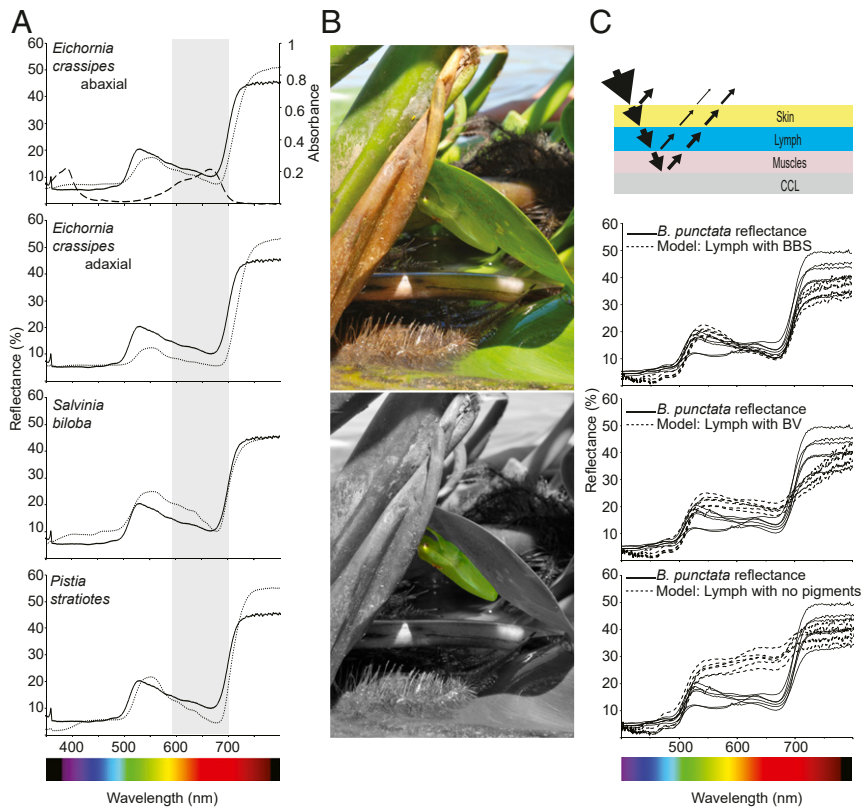 A
B
C
60
50
40
30
20
10
Eichornia
crassipes
abaxial
1
0.8
0.6
0.4
0.2
Absorbance
60
50
40
30
20
10
Eichornia
crassipes
adaxial
Reflectance (%)
60
50
40
30
20
10
Salvinia
biloba
60
50
40
30
20
10
Pistia
stratiotes
400
500
600
700
Wavelength (nm)
Skin
Lymph
Muscles
CCL
60
50
40
30
20
10
0
B. punctata reflectance
Model: Lymph with BBS
Reflectance (%)
60
50
40
30
20
10
0
B. punctata reflectance
Model: Lymph with BV
60
50
40
30
20
10
0
B. punctata reflectance
Model: Lymph with no pigments
500
600
700
Wavelength (nm)